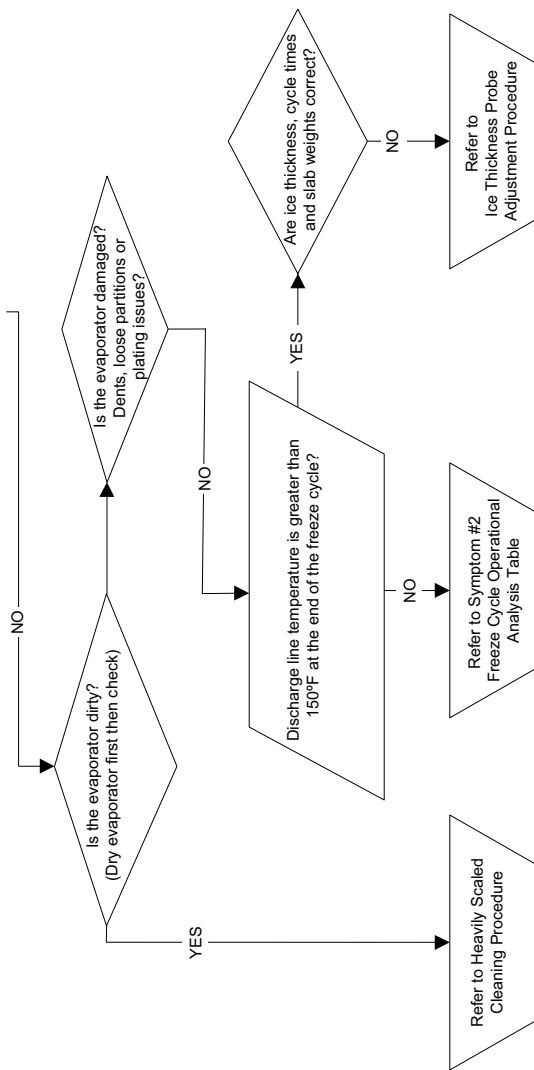 NO
Is the evaporator dirty?
(Dry evaporator first then check)
YES
Refer to Heavily Scaled
Cleaning Procedure
Is the evaporator damaged?
Dents, loose partitions or
plating issues?
NO
Discharge line temperature is greater than
150ºF at the end of the freeze cycle?
NO
Refer to Symptom #2
Freeze Cycle Operational
Analysis Table
YES
Are ice thickness, cycle times
and slab weights correct?
NO
Refer to
Ice Thickness Probe
Adjustment Procedure